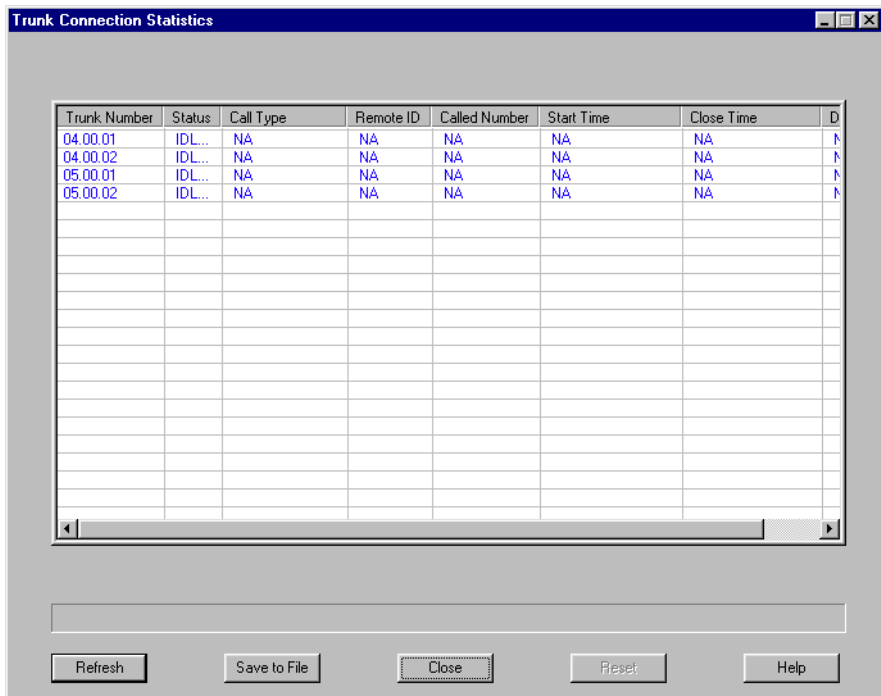 Trunk Connection Statistics
Trunk Number Status Call Type Remote ID Called Number Start Time Close Time D
04.00.01 IDL... NA NA NA NA NA N
04.00.02 IDL... NA NA NA NA NA N
05.00.01 IDL... NA NA NA NA NA N
05.00.02 IDL... NA NA NA NA NA N
Refresh Save to File Close Reset Help